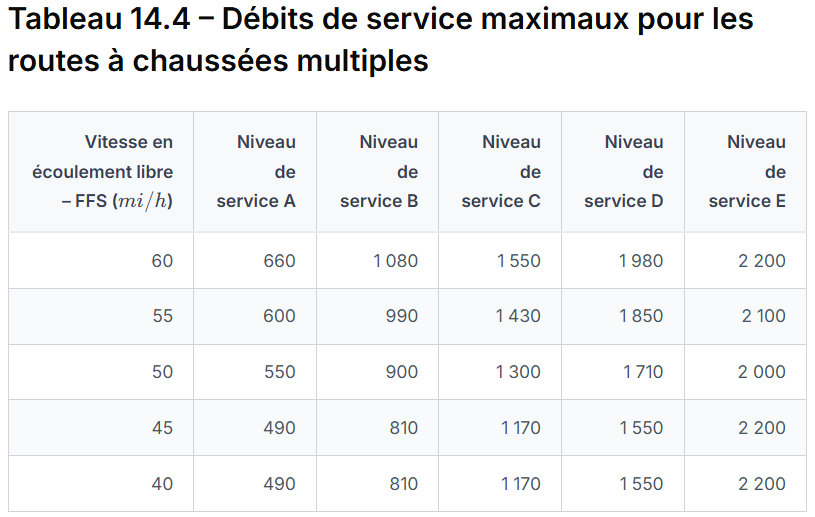 Tableau 14.4 – Débits de service maximaux pour les
routes à chaussées multiples
Vitesse en écoulement libre – FFS (mi/h) Niveau de service A Niveau de service B Niveau de service C Niveau de service D Niveau de service E
60 660 1 080 1 550 1 980 2 200
55 600 990 1 430 1 850 2 100
50 550 900 1 300 1 710 2 000
45 490 810 1 170 1 550 2 200
40 490 810 1 170 1 550 2 200